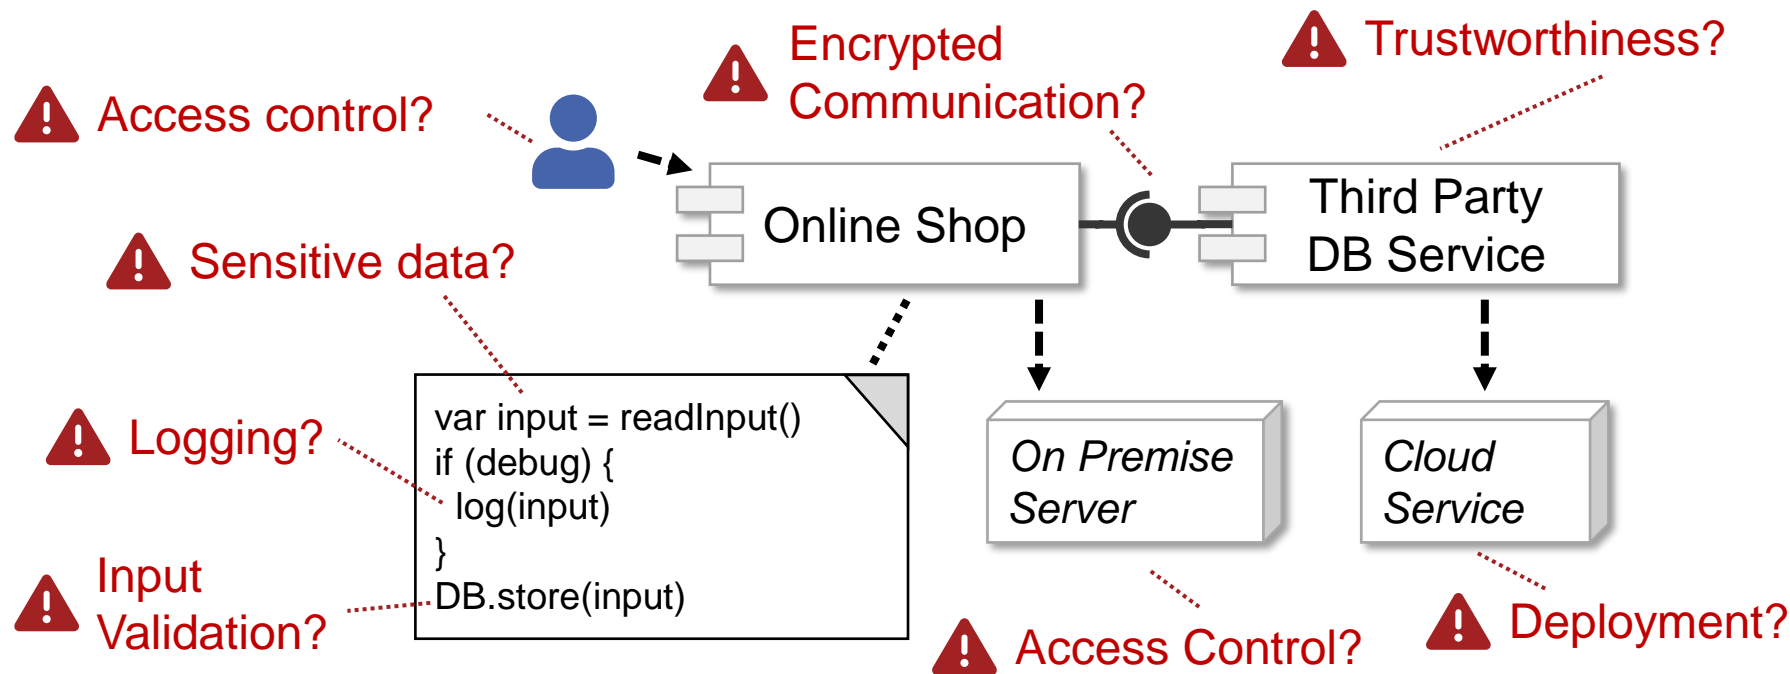 Encrypted
Communication?
Trustworthiness?
Access control?
Online Shop
Third Party
DB Service
Sensitive data?
var input = readInput()
if (debug) {
log(input)
}
DB.store(input)
Logging?
Input
Validation?
On Premise
Server
Cloud
Service
Access Control?
Deployment?